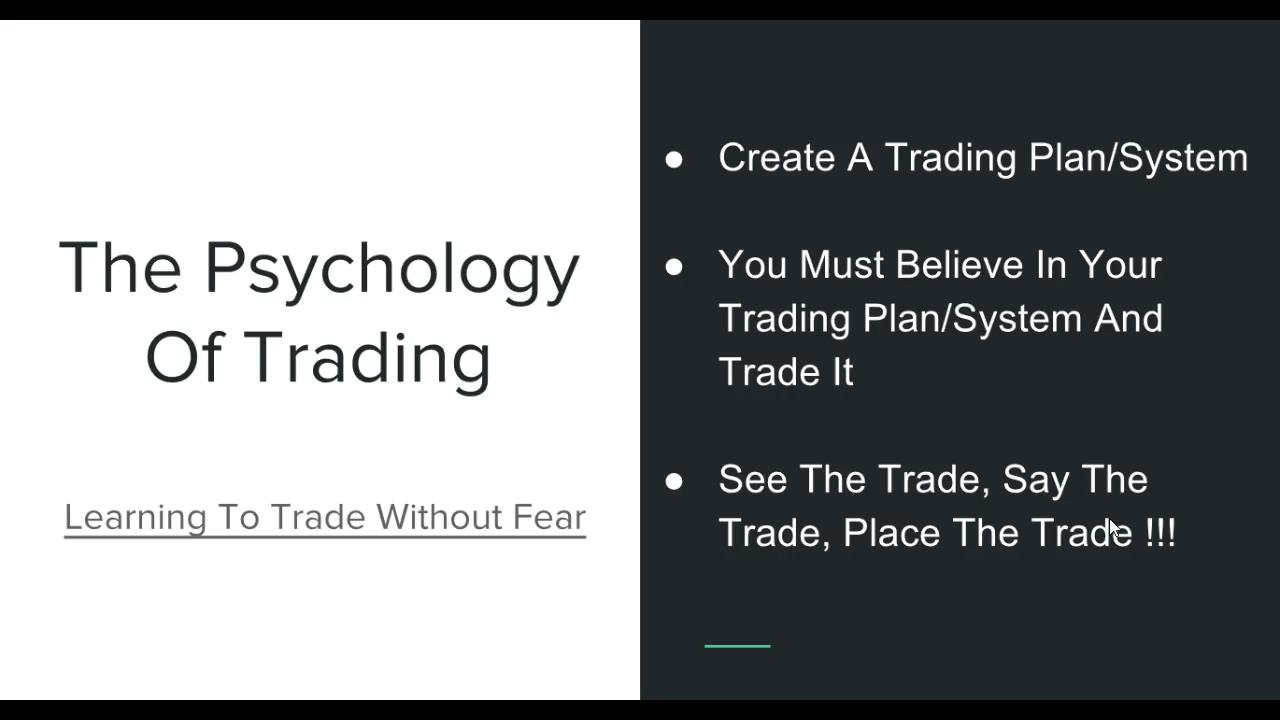 The Psychology
Of Trading
Learning To Trade Without Fear
● Create A Trading Plan/System
● You Must Believe In Your
Trading Plan/System And
Trade It
● See The Trade, Say The
Trade, Place The Trade !!!